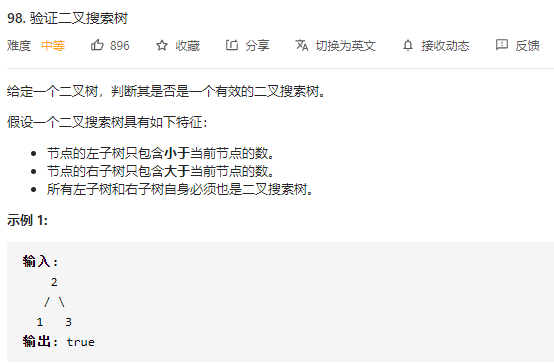 98. 验证二叉搜索树
难度 中等 896 收藏 分享 切换为英文 接收动态 反馈
给定一个二叉树，判断其是否是一个有效的二叉搜索树。
假设一个二叉搜索树具有如下特征：
• 节点的左子树只包含小于当前节点的数。
• 节点的右子树只包含大于当前节点的数。
• 所有左子树和右子树自身必须也是二叉搜索树。
示例 1:
输入:
2
/ \
1 3
输出: true